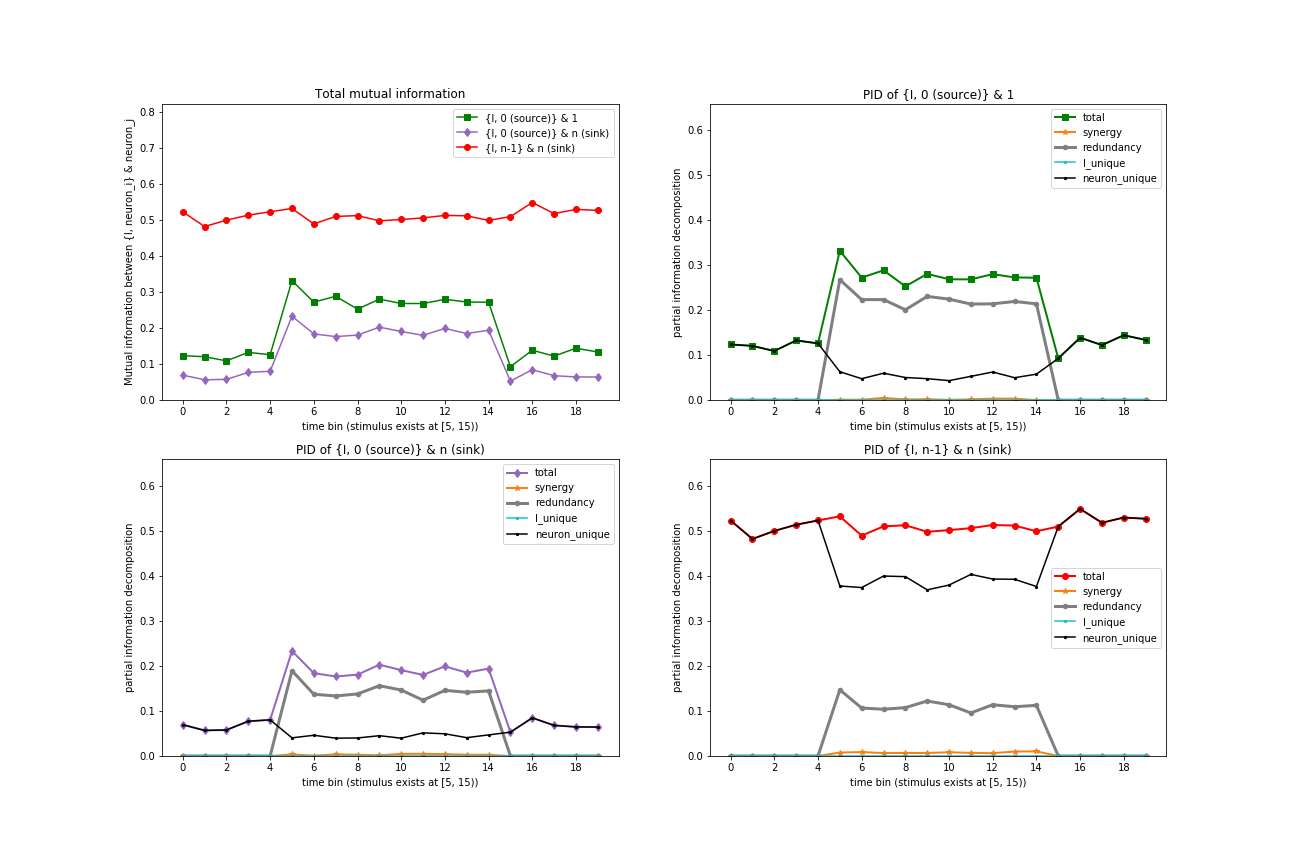 Total mutual information
Mutual information between {I, neuron_i} & neuron_j
0.8
0.7
0.6
0.5
0.4
0.3
0.2
0.1
0.0
{I, 0 (source)} & 1
{I, 0 (source)} & n (sink)
{I, n-1} & n (sink)
0 2 4 6 8 10 12 14 16 18
time bin (stimulus exists at [5, 15))
PID of {I, 0 (source)} & 1
partial information decomposition
0.6
0.5
0.4
0.3
0.2
0.1
0.0
total
synergy
redundancy
I_unique
neuron_unique
0 2 4 6 8 10 12 14 16 18
time bin (stimulus exists at [5, 15))
PID of {I, 0 (source)} & n (sink)
partial information decomposition
0.6
0.5
0.4
0.3
0.2
0.1
0.0
total
synergy
redundancy
I_unique
neuron_unique
0 2 4 6 8 10 12 14 16 18
time bin (stimulus exists at [5, 15))
PID of {I, n-1} & n (sink)
partial information decomposition
0.6
0.5
0.4
0.3
0.2
0.1
0.0
total
synergy
redundancy
I_unique
neuron_unique
0 2 4 6 8 10 12 14 16 18
time bin (stimulus exists at [5, 15))